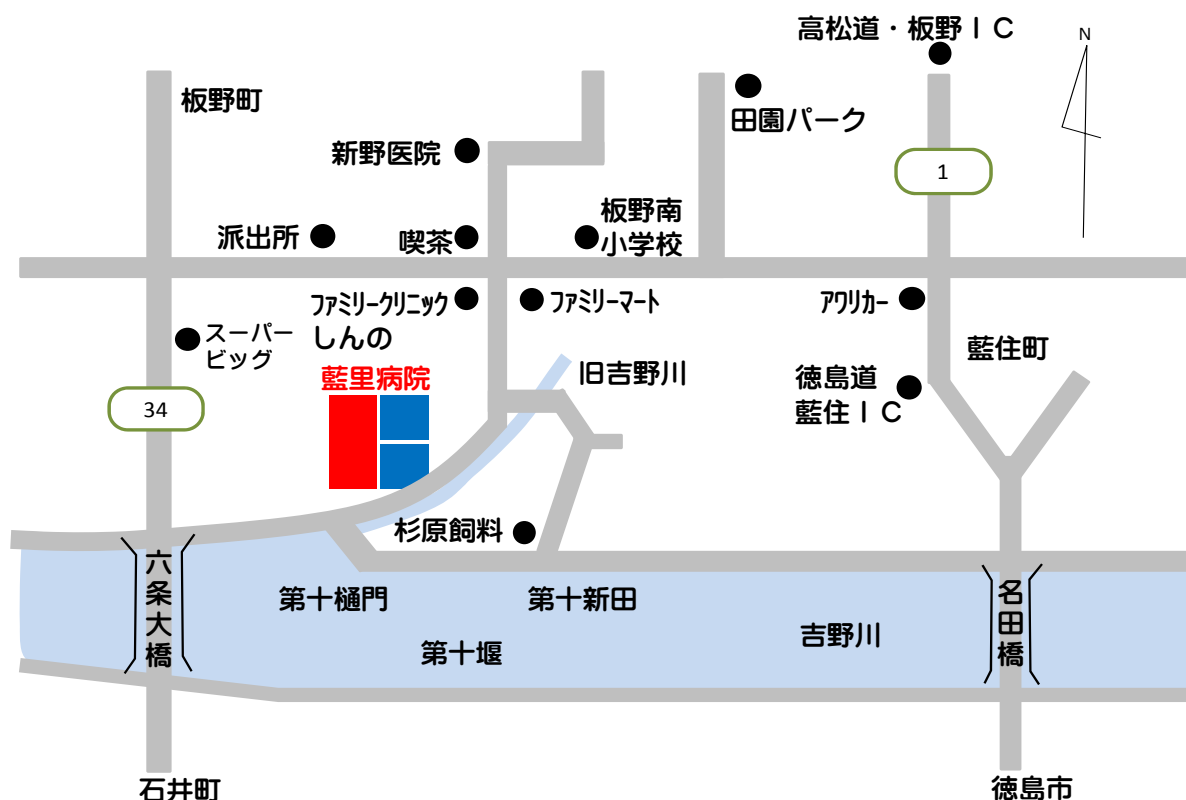 高松道・板野ＩＣ
N
板野町
田園パーク
新野医院
1
板野南
小学校
派出所
喫茶
ファミリークリニック
しんの
ファミリーマート
アワリカー
スーパー
ビッグ
藍住町
旧吉野川
藍里病院
徳島道
藍住ＩＣ
34
杉原飼料
六条大橋
第十樋門
第十新田
名田橋
吉野川
第十堰
石井町
徳島市